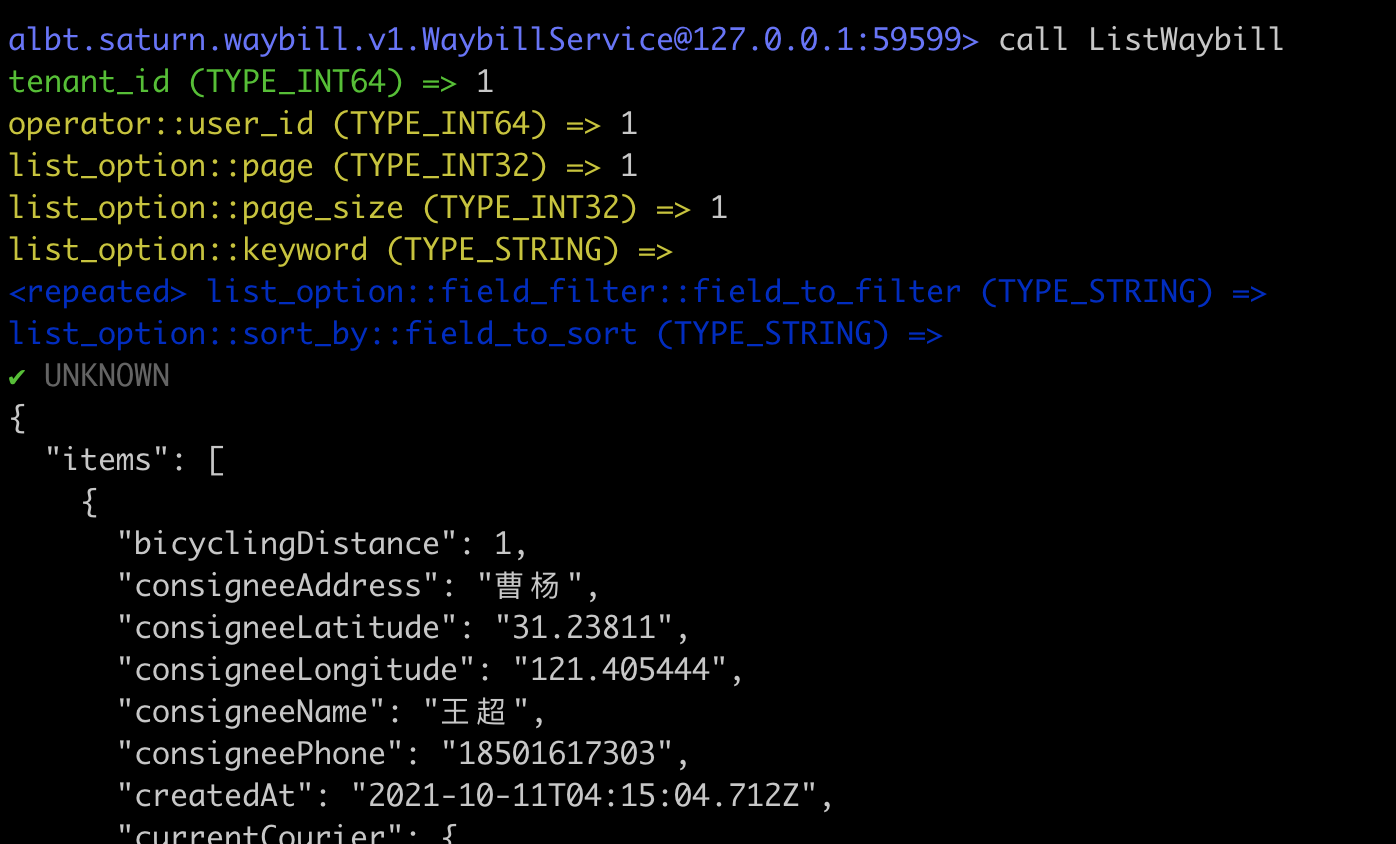 albt.saturn.waybill.v1.WaybillService@127.0.0.1:59599> call ListWaybill
tenant_id (TYPE_INT64) => 1
operator::user_id (TYPE_INT64) => 1
list_option::page (TYPE_INT32) => 1
list_option::page_size (TYPE_INT32) => 1
list_option::keyword (TYPE_STRING) =>
<repeated> list_option::field_filter::field_to_filter (TYPE_STRING) =>
list_option::sort_by::field_to_sort (TYPE_STRING) =>
✔ UNKNOWN
{
  "items": [
    {
      "bicyclingDistance": 1,
      "consigneeAddress": "曹杨",
      "consigneeLatitude": "31.23811",
      "consigneeLongitude": "121.405444",
      "consigneeName": "王超",
      "consigneePhone": "18501617303",
      "createdAt": "2021-10-11T04:15:04.712Z",
      "currentCourier": {